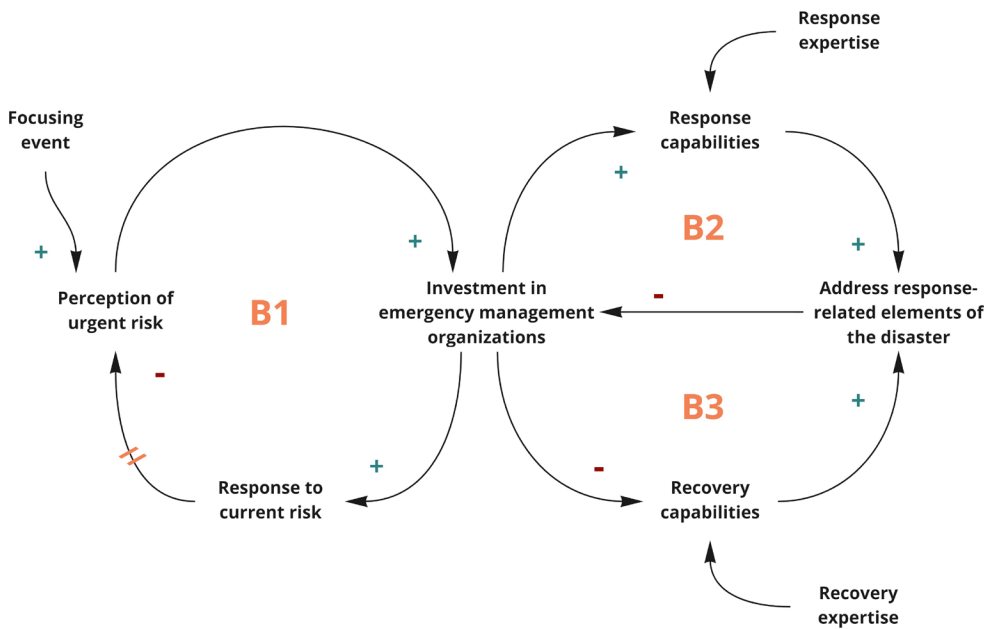 Response
expertise
Focusing
event
Response
capabilities
+
B2
+
+
+
Perception of
urgent risk
B1
Investment in
emergency management
organizations
-
Address response-
related elements of
the disaster
-
B3
+
+
-
Response to
current risk
Recovery
capabilities
Recovery
expertise